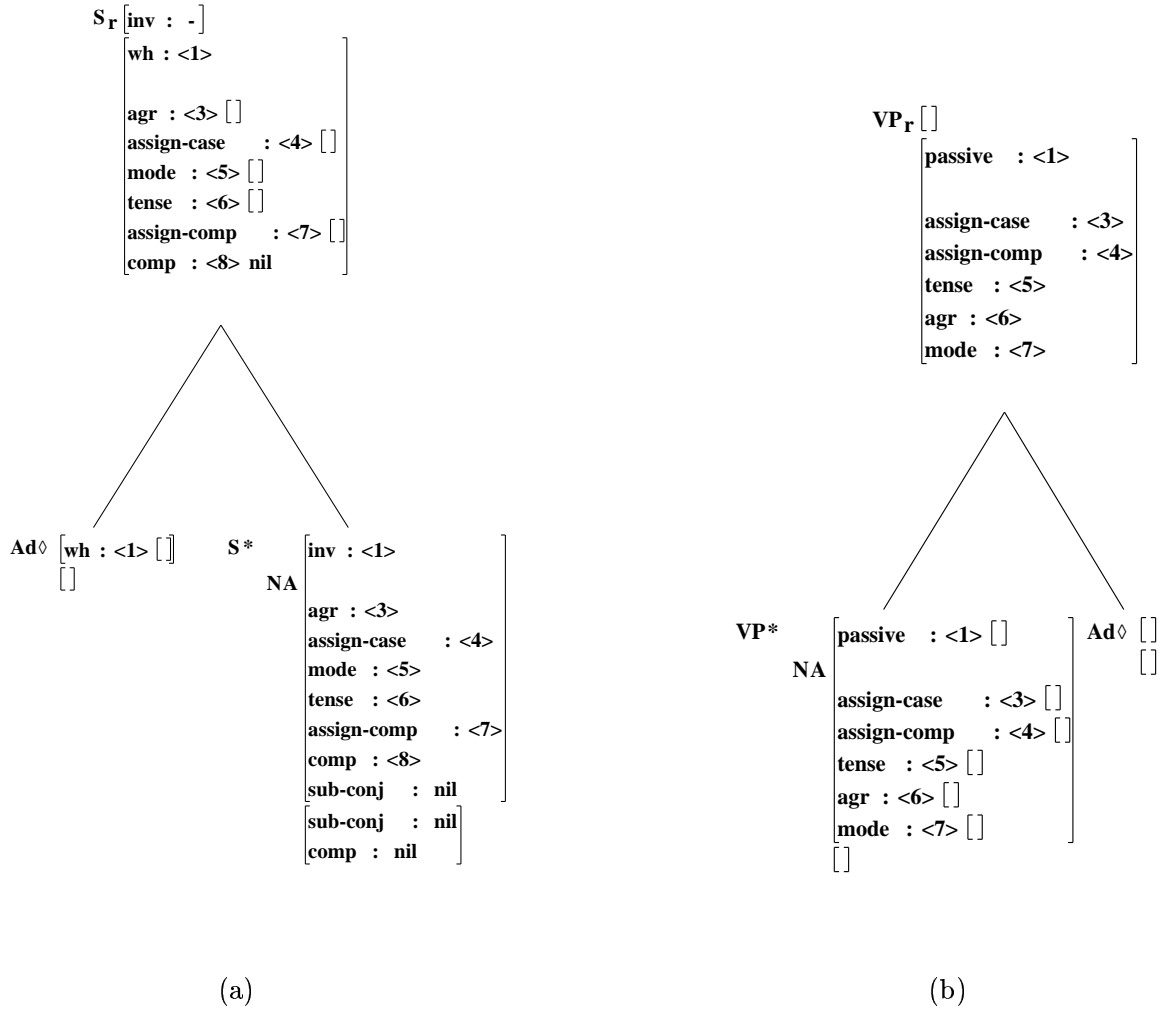 S r inv : -
wh : <1>
agr : <3> []
assign-case : <4> []
mode : <5> []
tense : <6> []
assign-comp : <7> []
comp : <8> nil
Ad◊ wh : <1> []
[]
S* inv : <1>
NA
agr : <3>
assign-case : <4>
mode : <5>
tense : <6>
assign-comp : <7>
comp : <8>
sub-conj : nil
sub-conj : nil
comp : nil
(a)
VP r []
passive : <1>
assign-case : <3>
assign-comp : <4>
tense : <5>
agr : <6>
mode : <7>
VP* passive : <1> []
NA
assign-case : <3> []
assign-comp : <4> []
tense : <5> []
agr : <6> []
mode : <7> []
[]
Ad◊ []
[]
(b)